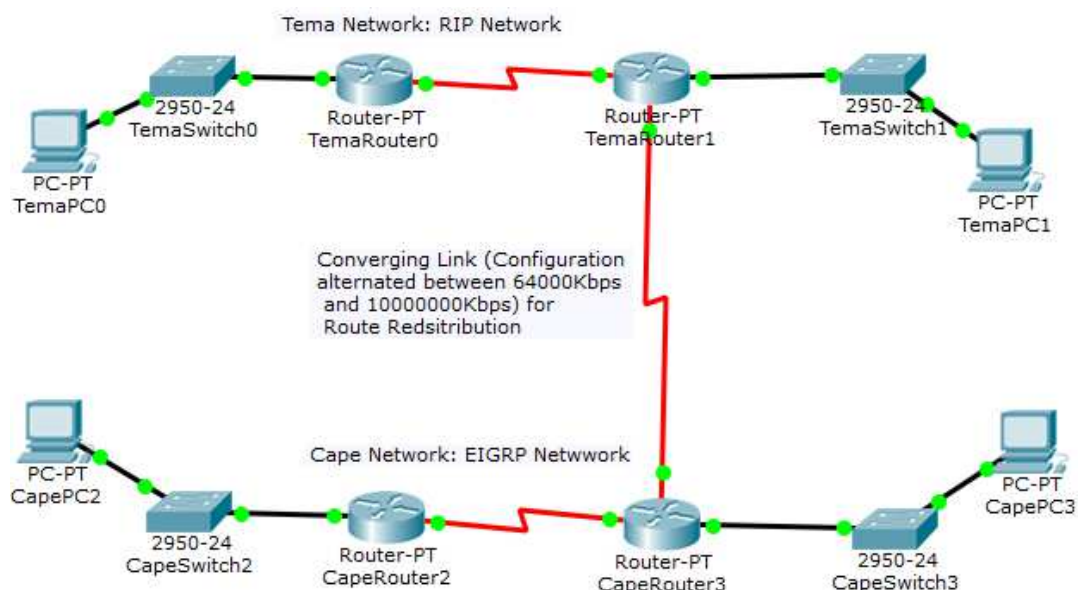 Tema Network: RIP Network
2950-24
TemaSwitch0
Router-PT
TemaRouter0
Router-PT
TemaRouter1
2950-24
TemaSwitch1
PC-PT
TemaPC0
PC-PT
TemaPC1
Converging Link (Configuration
alternated between 64000Kbps
and 10000000Kbps) for
Route Redsitribution
Cape Network: EIGRP Netwwork
PC-PT
CapePC2
PC-PT
CapePC3
2950-24
CapeSwitch2
Router-PT
CapeRouter2
Router-PT
CapeRouter3
2950-24
CapeSwitch3